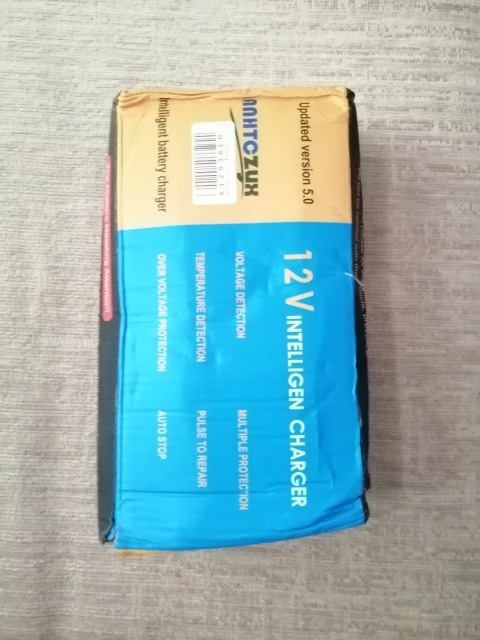 Updated version 5.0
ANHTCZYX
Intelligent battery charger
12V INTELLIGEN CHARGER
VOLTAGE DETECTION
MULTIPLE PROTECTION
TEMPERATURE DETECTION
PULSE TO REPAIR
OVER VOLTAGE PROTECTION
AUTO STOP